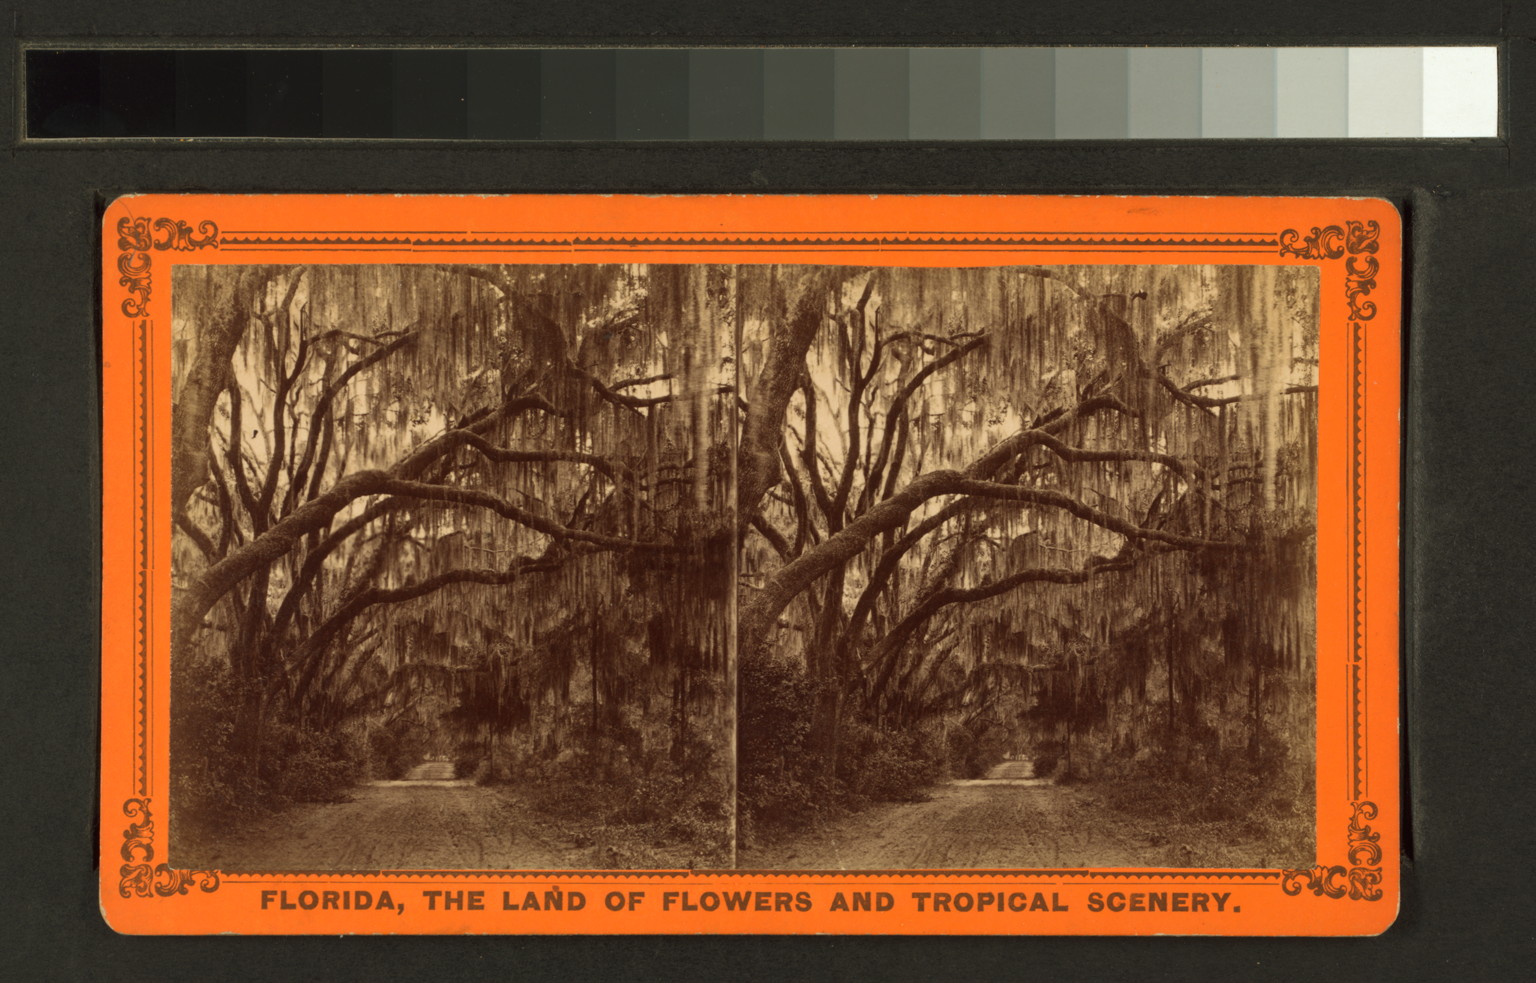 FLORIDA, THE LAND OF FLOWERS AND TROPICAL SCENERY.